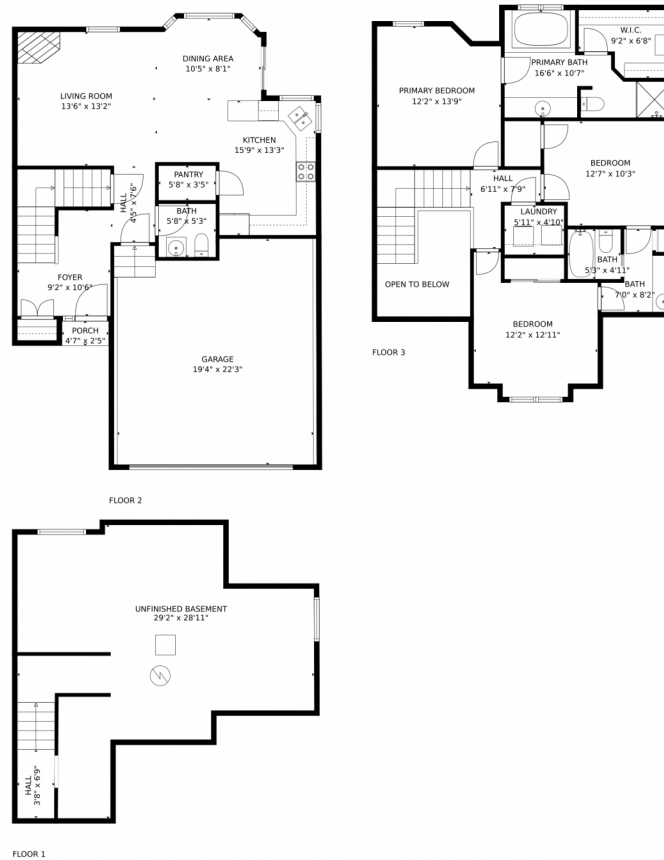 DINING AREA
10'5" x 8'1"
LIVING ROOM
13'6" x 13'2"
KITCHEN
15'9" x 13'3"
PANTRY
5'8" x 3'5"
HALL
4'5" x 7'6"
BATH
5'8" x 5'3"
FOYER
9'2" x 10'6"
PORCH
4'7" x 2'5"
GARAGE
19'4" x 22'3"
FLOOR 2
W.I.C.
9'2" x 6'8"
PRIMARY BATH
16'6" x 10'7"
PRIMARY BEDROOM
12'2" x 13'9"
BEDROOM
12'7" x 10'3"
HALL
6'11" x 7'9"
LAUNDRY
5'11" x 4'10"
BATH
5'3" x 4'11"
BATH
7'0" x 8'2"
OPEN TO BELOW
BEDROOM
12'2" x 12'11"
FLOOR 3
UNFINISHED BASEMENT
29'2" x 28'11"
HALL
3'8" x 6'9"
FLOOR 1